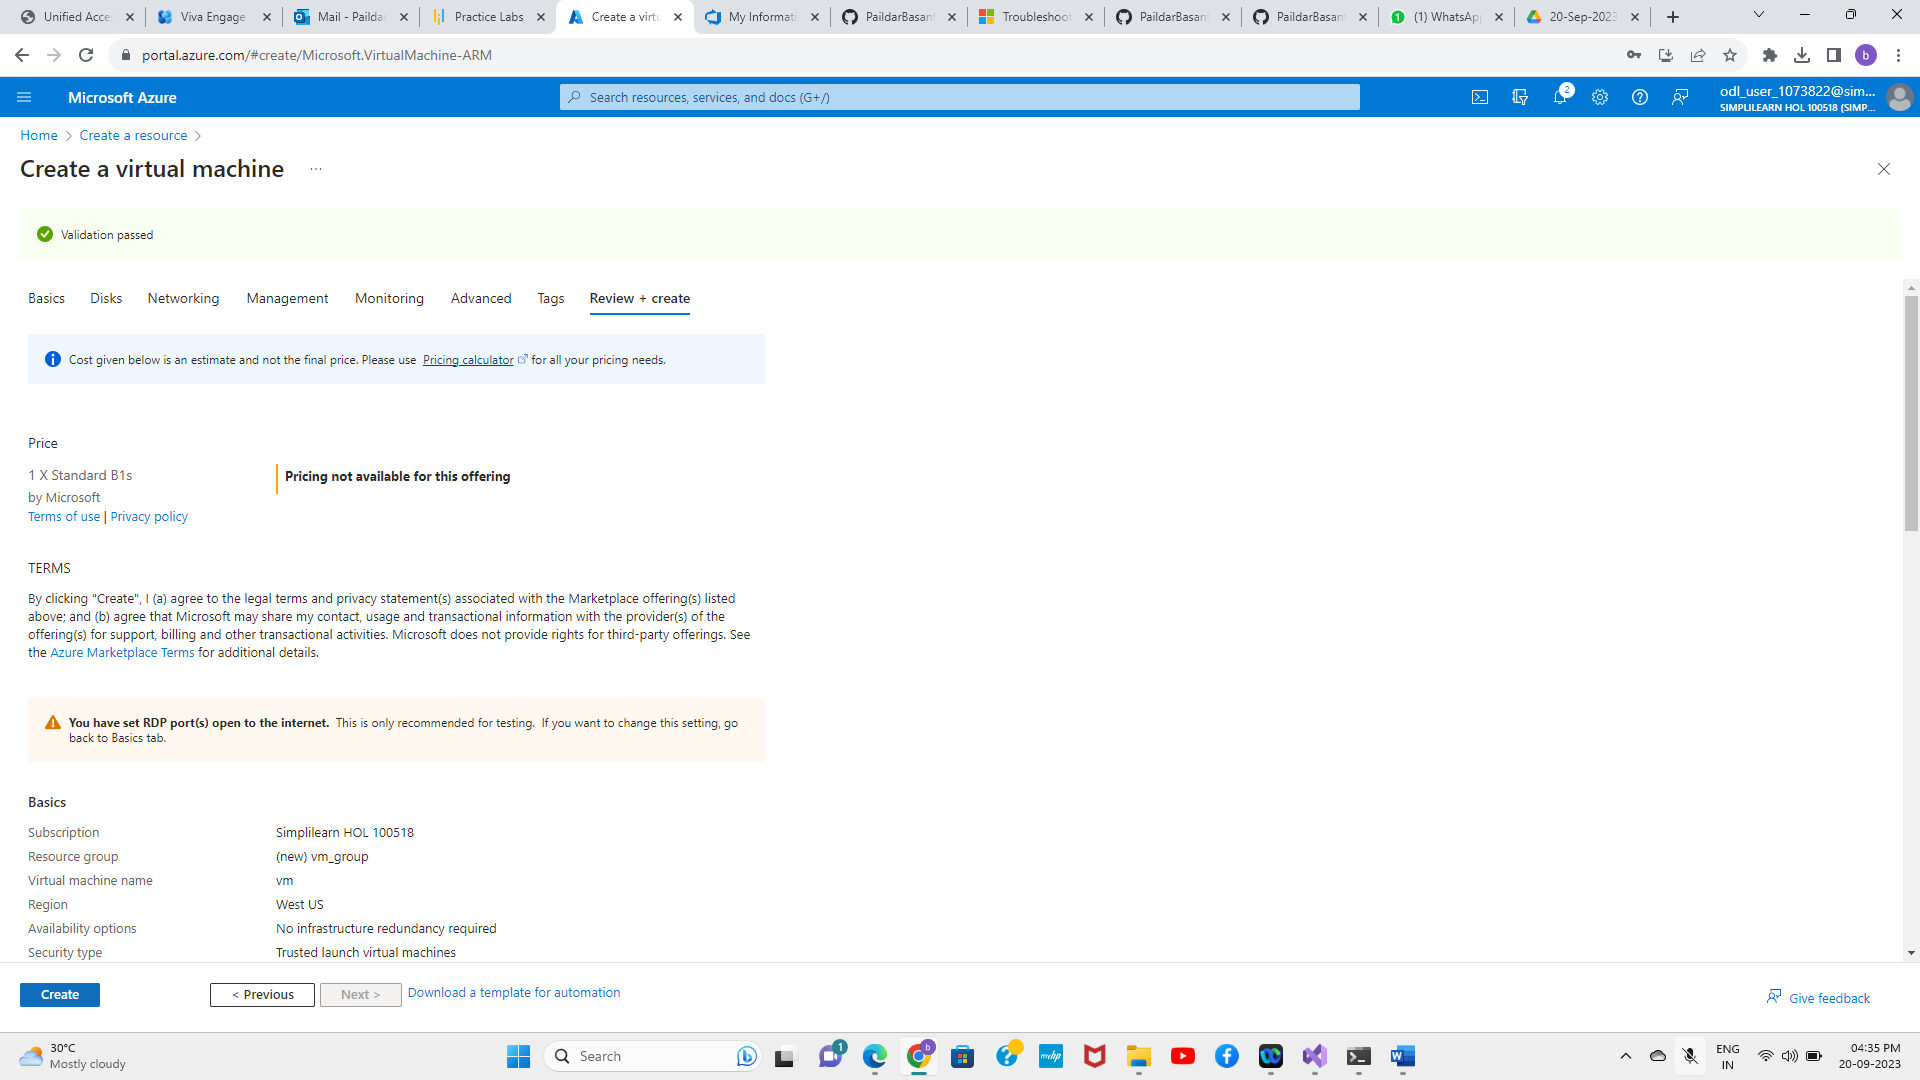 Unified Acces
Viva Engage
Mail - Paildar
Practice Labs
Create a virtu
My Informati
PaildarBasant
Troubleshoot
PaildarBasant
PaildarBasant
(1) WhatsApp
20-Sep-2023
portal.azure.com/#create/Microsoft.VirtualMachine-ARM
b
Microsoft Azure
Search resources, services, and docs (G+/)
2
odl_user_1073822@sim...
SIMPLILEARN HOL 100518 (SIMP...
Home
Create a resource
Create a virtual machine
...
Validation passed
Basics Disks Networking Management Monitoring Advanced Tags Review + create
Cost given below is an estimate and not the final price. Please use Pricing calculator for all your pricing needs.
Price
1 X Standard B1s
by Microsoft
Terms of use | Privacy policy
Pricing not available for this offering
TERMS
By clicking "Create", I (a) agree to the legal terms and privacy statement(s) associated with the Marketplace offering(s) listed
above; and (b) agree that Microsoft may share my contact, usage and transactional information with the provider(s) of the
offering(s) for support, billing and other transactional activities. Microsoft does not provide rights for third-party offerings. See
the Azure Marketplace Terms for additional details.
You have set RDP port(s) open to the internet. This is only recommended for testing. If you want to change this setting, go
back to Basics tab.
Basics
Subscription Simplilearn HOL 100518
Resource group (new) vm_group
Virtual machine name vm
Region West US
Availability options No infrastructure redundancy required
Security type Trusted launch virtual machines
Create
< Previous
Next >
Download a template for automation
Give feedback
30°C
Mostly cloudy
Search
1
b
myhp
ENG
IN
04:35 PM
20-09-2023